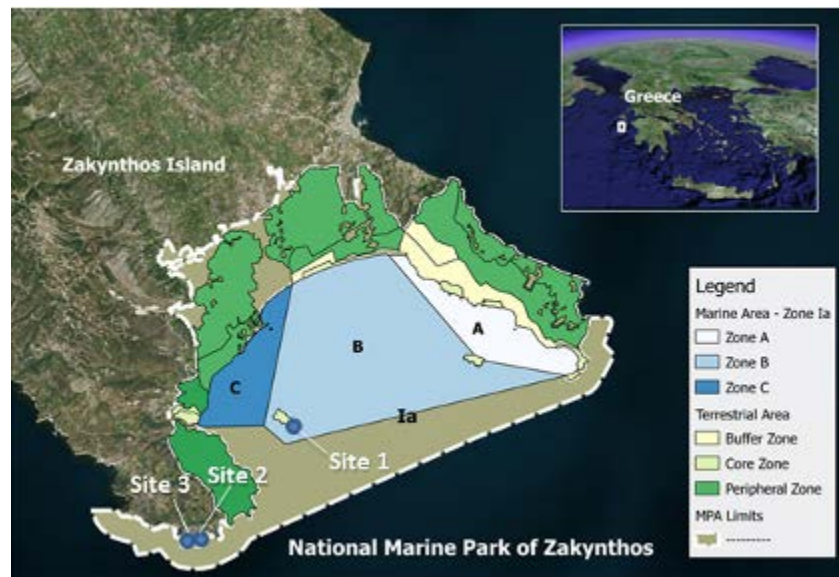 Greece
Zakynthos Island
A
B
C
Ia
Site 1
Site 2
Site 3
National Marine Park of Zakynthos
Legend
Marine Area - Zone Ia
Zone A
Zone B
Zone C
Terrestrial Area
Buffer Zone
Core Zone
Peripheral Zone
MPA Limits
----------